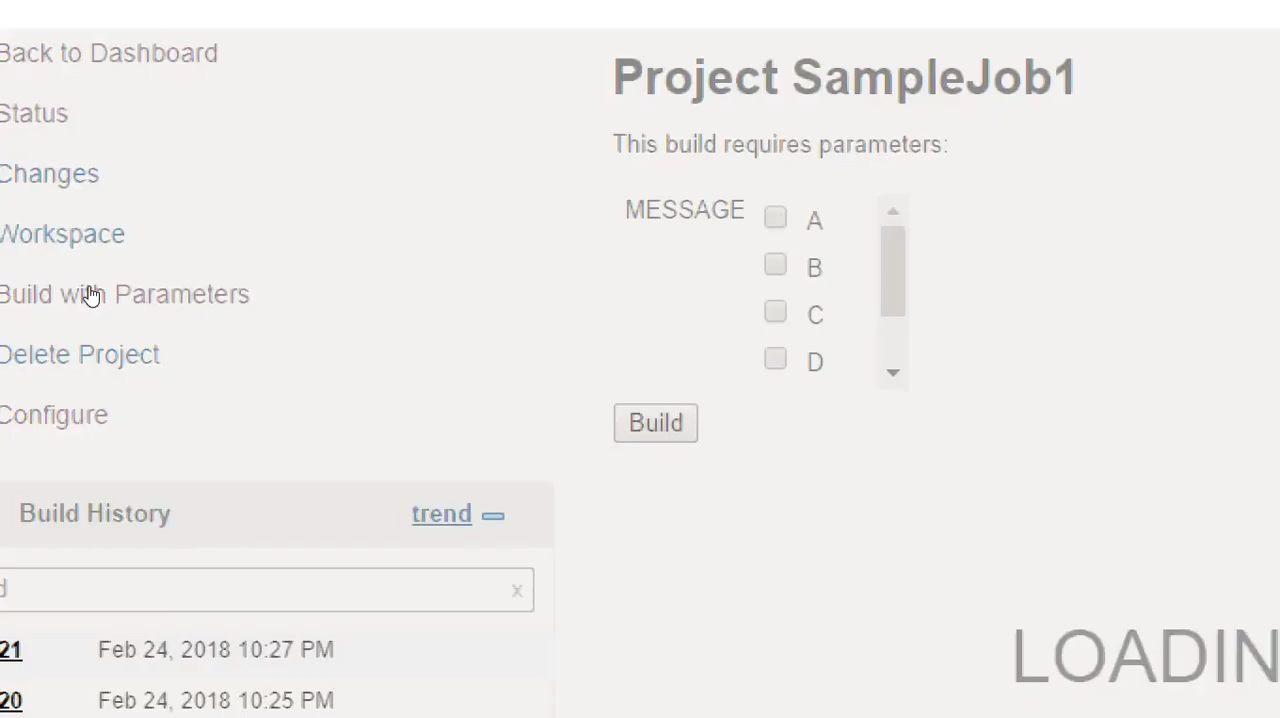 Back to Dashboard
Status
Changes
Workspace
Build with Parameters
Delete Project
Configure
Build History trend
x
21 Feb 24, 2018 10:27 PM
20 Feb 24, 2018 10:25 PM
Project SampleJob1
This build requires parameters:
MESSAGE
A
B
C
D
Build
LOADIN